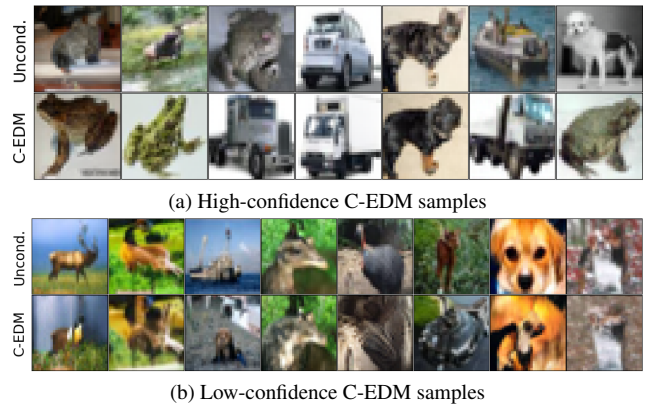 Uncond.
C-EDM
(a) High-confidence C-EDM samples
Uncond.
C-EDM
(b) Low-confidence C-EDM samples